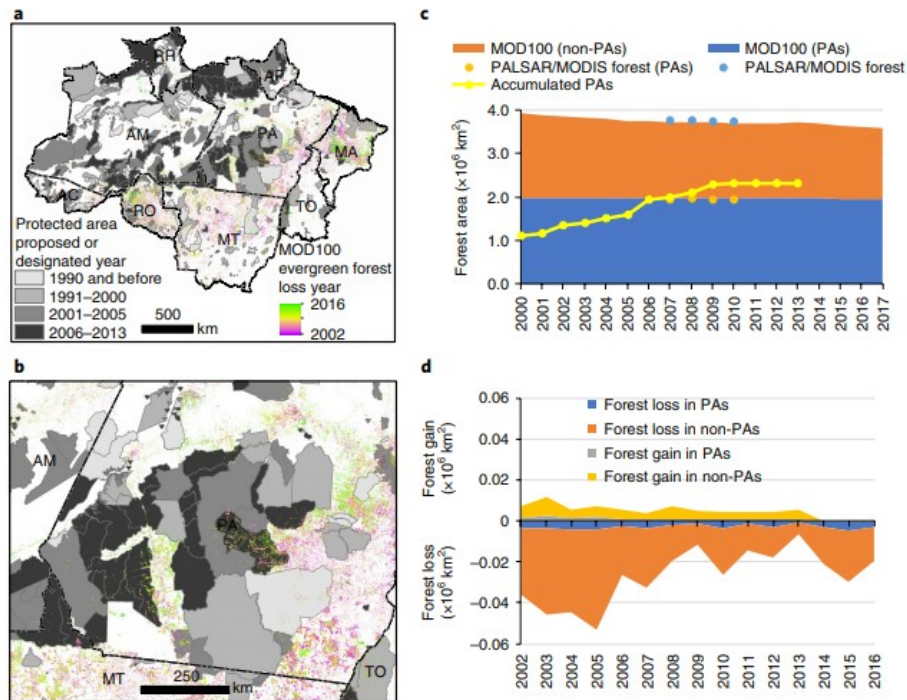 a
RR
AP
AM
PA
MA
AC
RO
TO
MT
Protected area
proposed or
designated year
1990 and before
1991–2000
2001–2005
2006–2013
500
km
MOD100
evergreen forest
loss year
2016
2002
b
AM
PA
MT
TO
250
km
c
MOD100 (non-PAs)
MOD100 (PAs)
PALSAR/MODIS forest (PAs)
PALSAR/MODIS forest
Accumulated PAs
Forest area (×10⁶ km²)
4.0
3.0
2.0
1.0
0.0
2000
2001
2002
2003
2004
2005
2006
2007
2008
2009
2010
2011
2012
2013
2014
2015
2016
2017
d
Forest gain
(×10⁶ km²)
Forest loss
(×10⁶ km²)
0.06
0.04
0.02
0
−0.02
−0.04
−0.06
Forest loss in PAs
Forest loss in non-PAs
Forest gain in PAs
Forest gain in non-PAs
2002
2003
2004
2005
2006
2007
2008
2009
2010
2011
2012
2013
2014
2015
2016